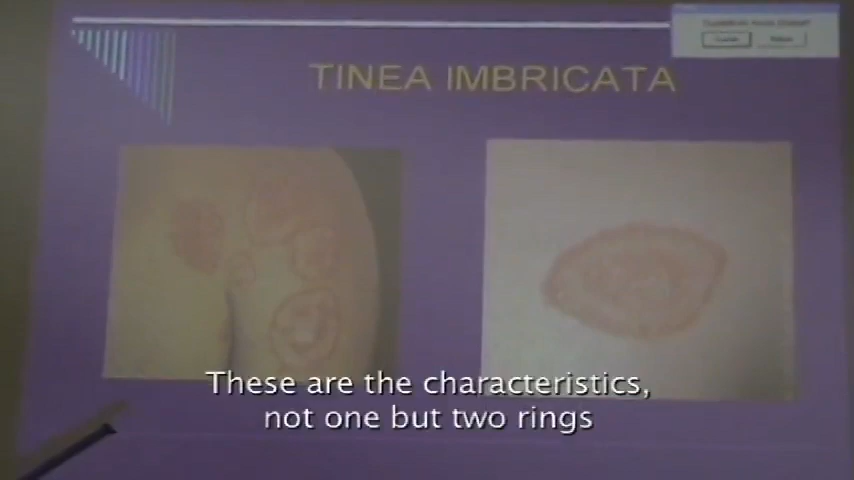 TINEA IMBRICATA
These are the characteristics,
not one but two rings